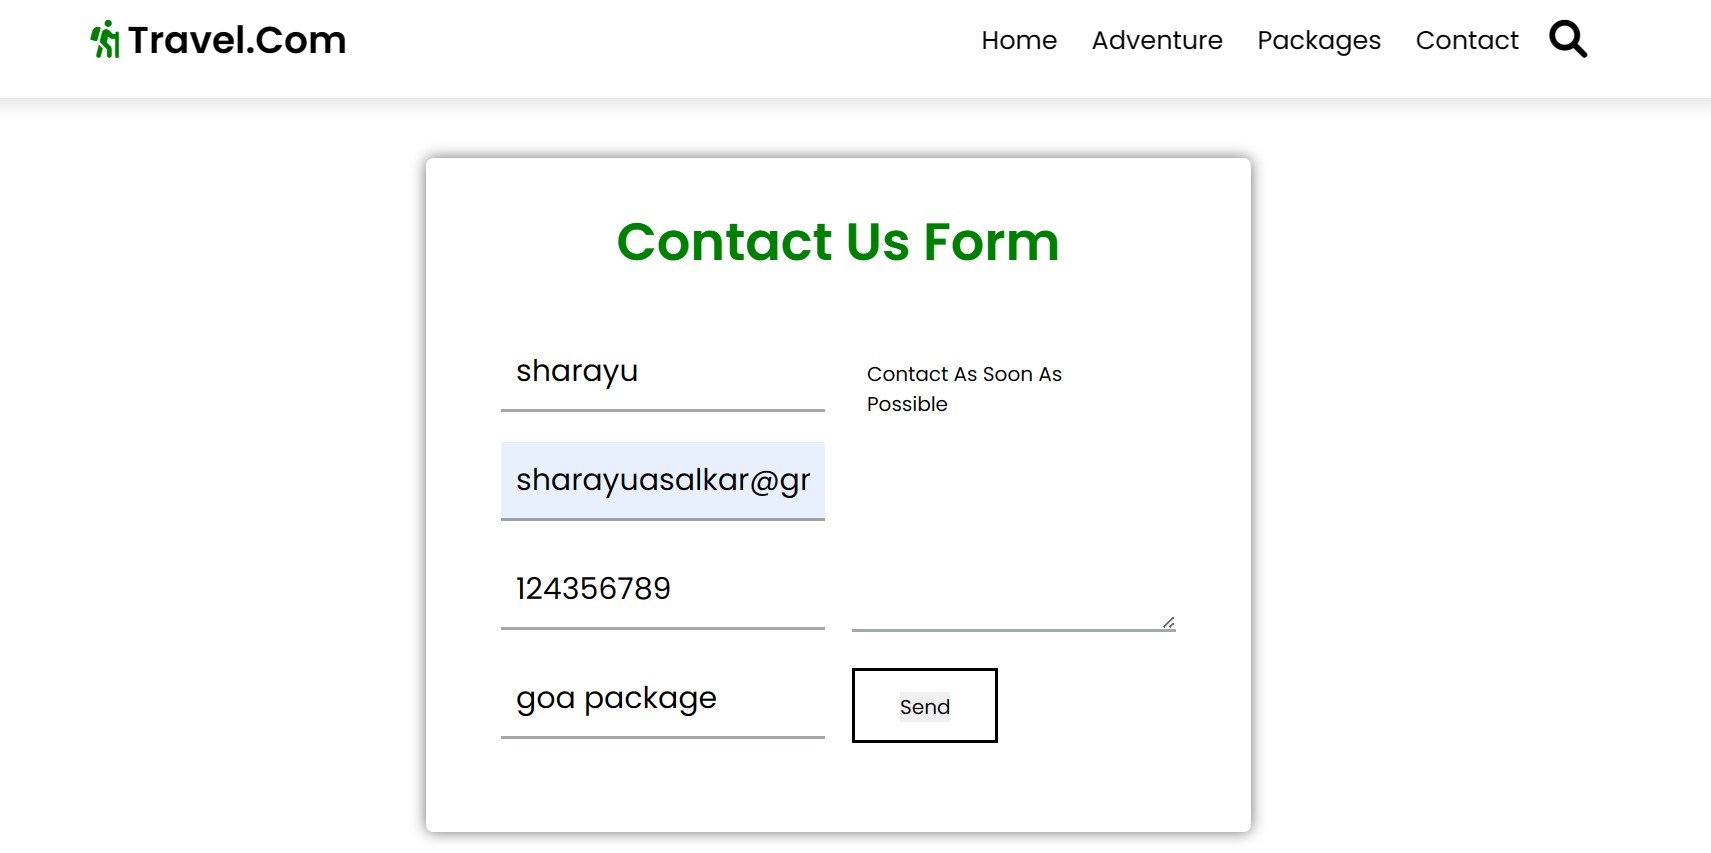 Travel.Com
Home Adventure Packages Contact
Contact Us Form
sharayu
sharayuasalkar@gr
124356789
goa package
Contact As Soon As
Possible
Send